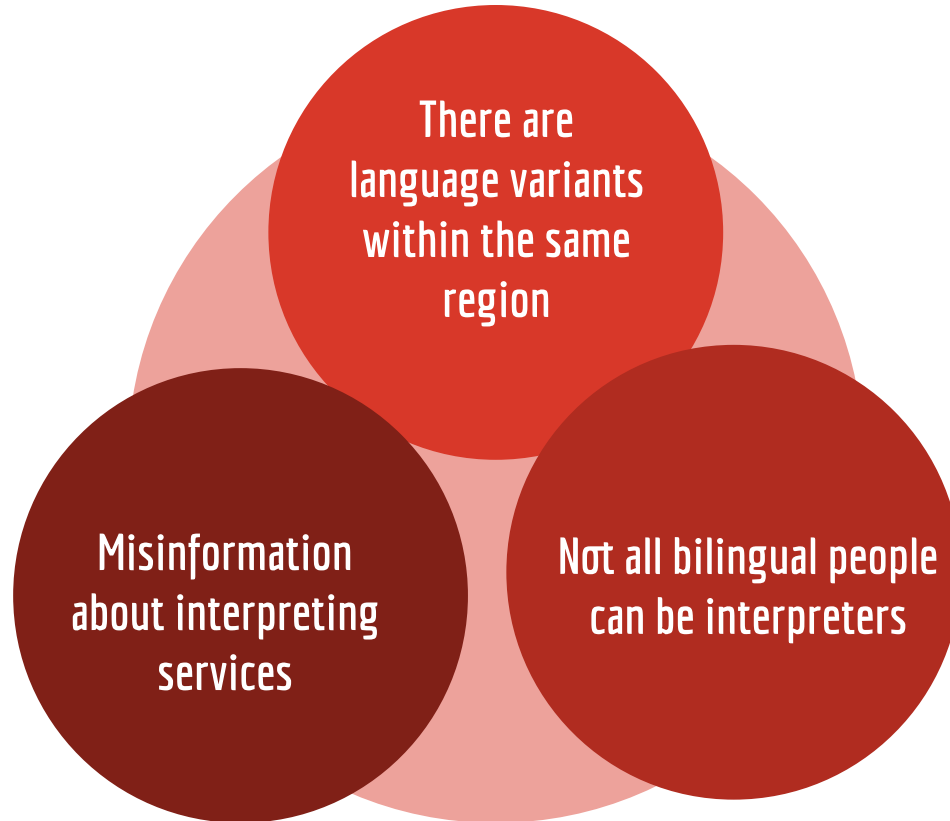 There are
language variants
within the same
region
Misinformation
about interpreting
services
Not all bilingual people
can be interpreters